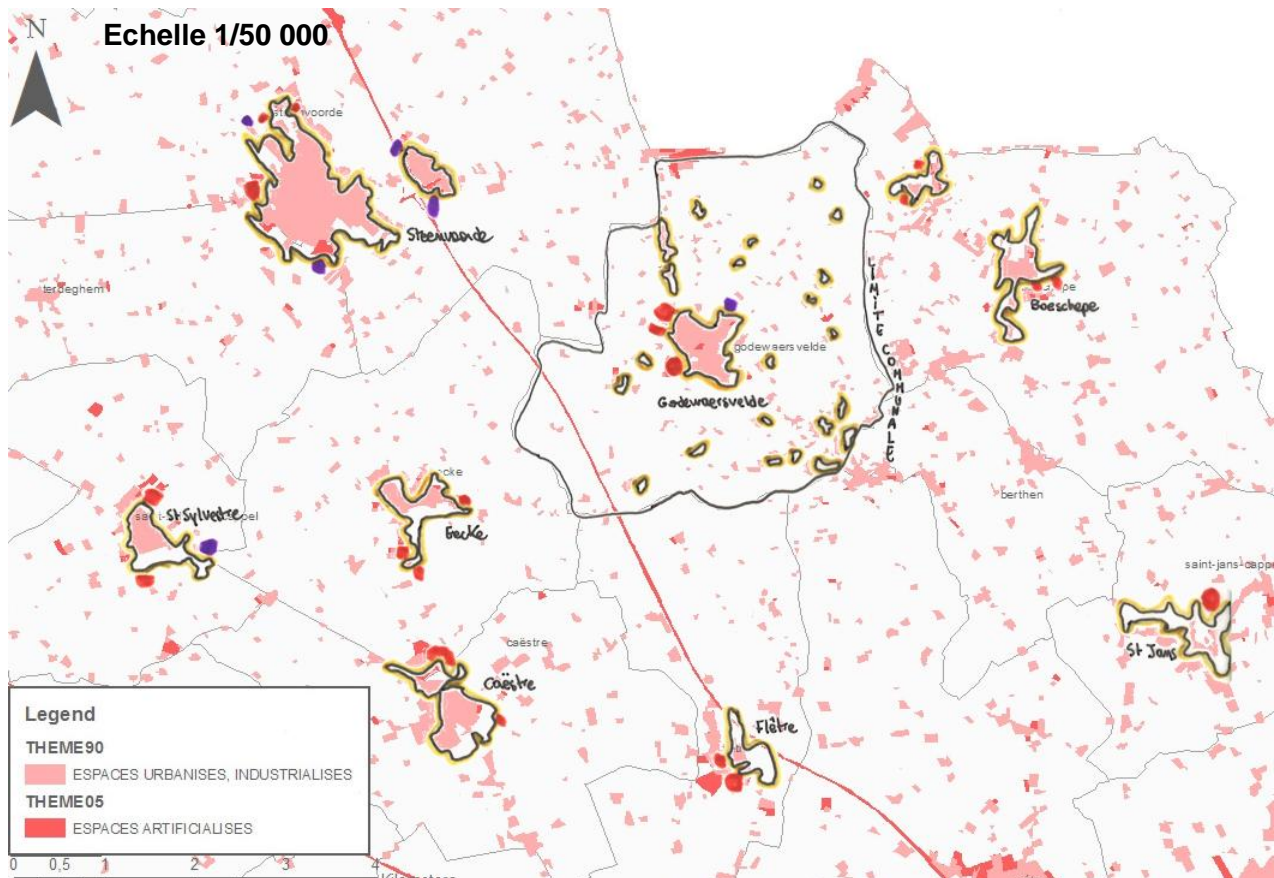 N
Echelle 1/50 000
Steenvoorde
terdeghem
godewaersvelde
Godewaersvelde
LIMITE COMMUNALE
Boeschepe
berthen
St Sylvestre
Eecke
saint-jans-cappe
St Jans
caëstre
Caëstre
Flêtre
Legend
THEME90
ESPACES URBANISES, INDUSTRIALISES
THEME05
ESPACES ARTIFICIALISES
0 0,5 1 2 3 4